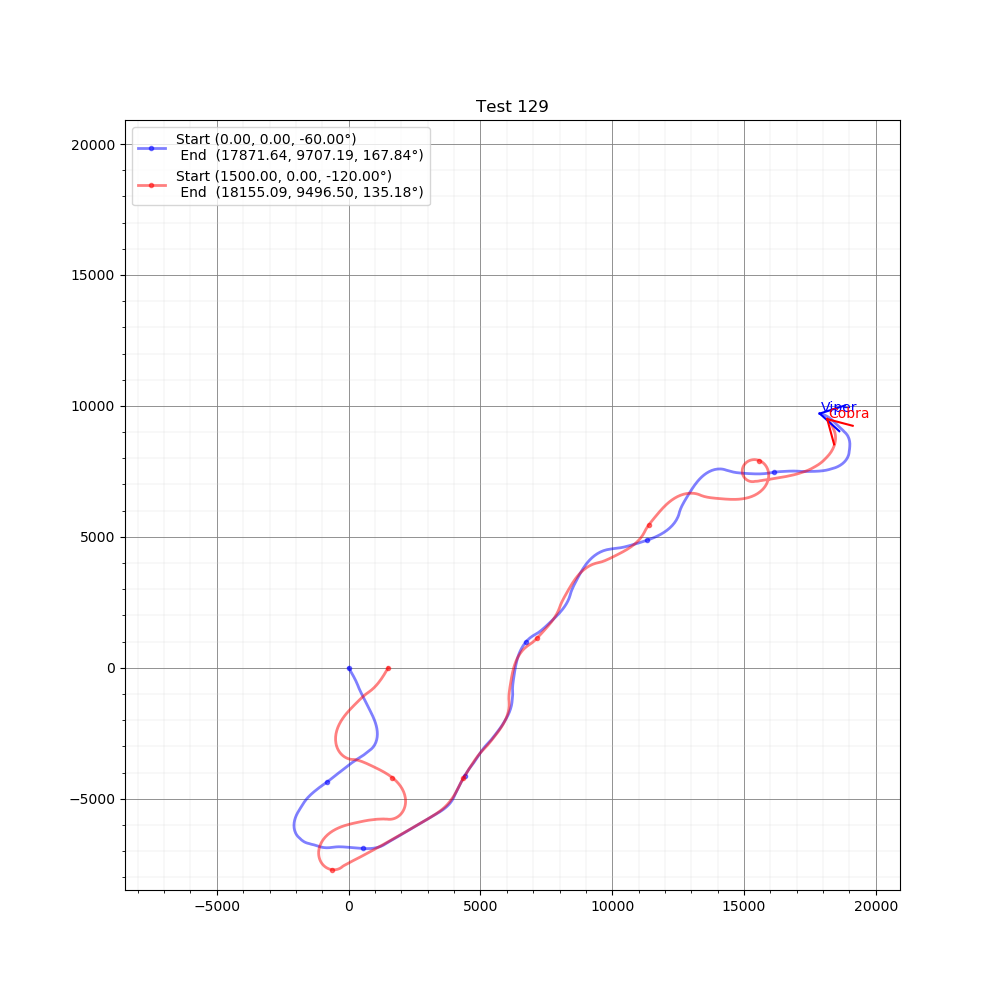 Test 129
Start (0.00, 0.00, -60.00°)
End (17871.64, 9707.19, 167.84°)
Start (1500.00, 0.00, -120.00°)
End (18155.09, 9496.50, 135.18°)
20000
15000
10000
5000
0
−5000
Viper
Cobra
−5000
0
5000
10000
15000
20000